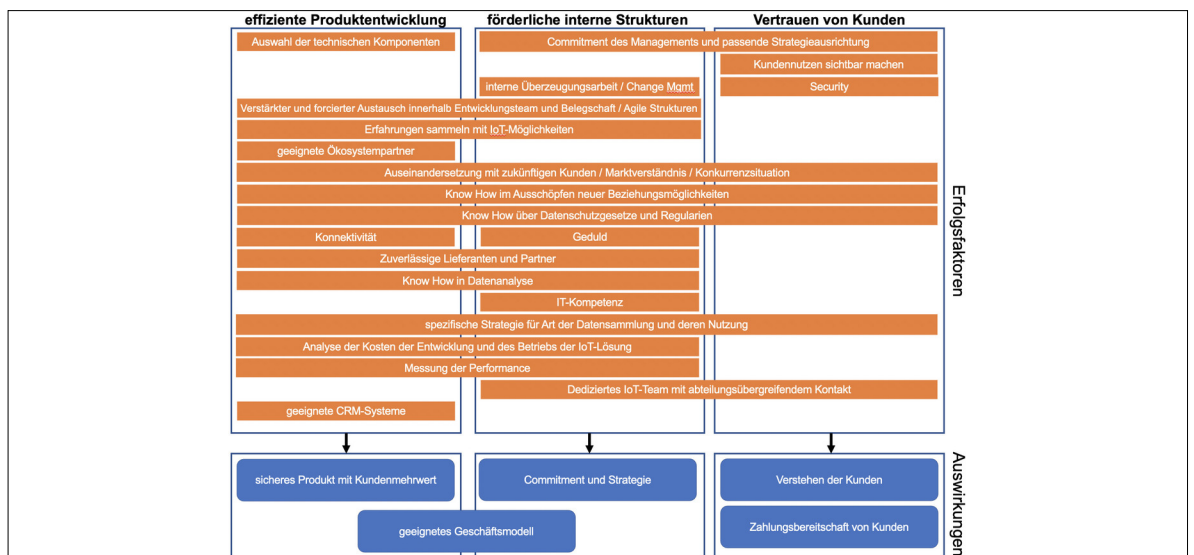 effiziente Produktentwicklung
förderliche interne Strukturen
Vertrauen von Kunden
Auswahl der technischen Komponenten
Commitment des Managements und passende Strategieausrichtung
Kundennutzen sichtbar machen
interne Überzeugungsarbeit / Change Mgmt
Security
Verstärkter und forcierter Austausch innerhalb Entwicklungsteam und Belegschaft / Agile Strukturen
Erfahrungen sammeln mit IoT-Möglichkeiten
geeignete Ökosystempartner
Auseinandersetzung mit zukünftigen Kunden / Marktverständnis / Konkurrenzsituation
Know How im Ausschöpfen neuer Beziehungsmöglichkeiten
Know How über Datenschutzgesetze und Regularien
Konnektivität
Geduld
Zuverlässige Lieferanten und Partner
Know How in Datenanalyse
IT-Kompetenz
spezifische Strategie für Art der Datensammlung und deren Nutzung
Analyse der Kosten der Entwicklung und des Betriebs der IoT-Lösung
Messung der Performance
Dediziertes IoT-Team mit abteilungsübergreifendem Kontakt
geeignete CRM-Systeme
Erfolgsfaktoren
sicheres Produkt mit Kundenmehrwert
Commitment und Strategie
Verstehen der Kunden
geeignetes Geschäftsmodell
Zahlungsbereitschaft von Kunden
Auswirkungen